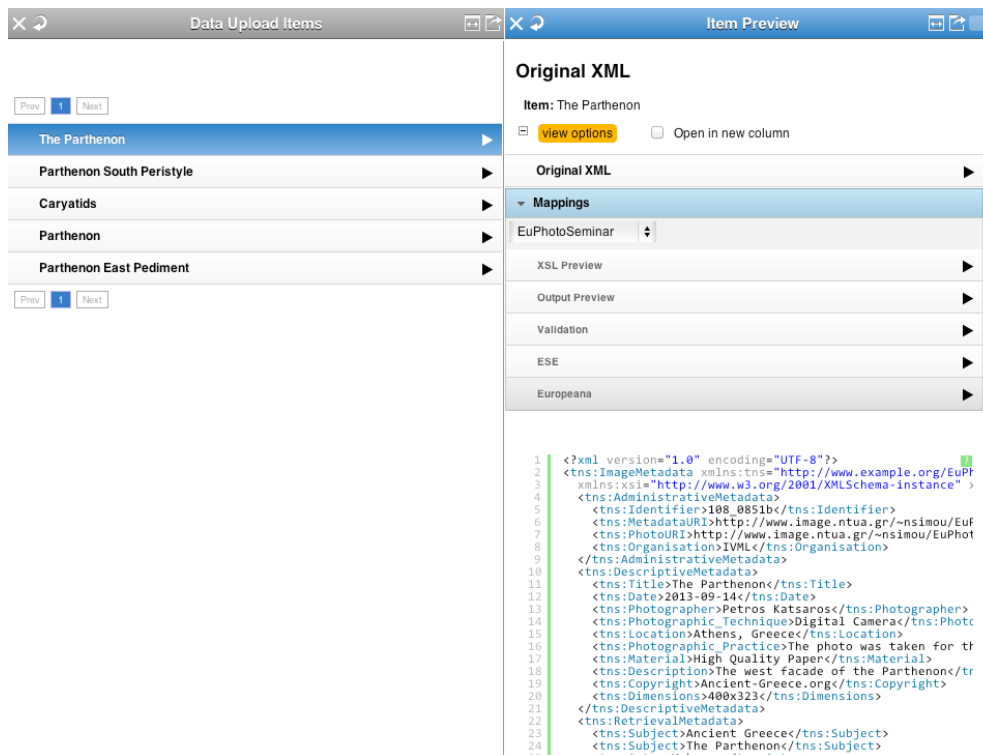 Data Upload Items
Prev 1 Next
The Parthenon
Parthenon South Peristyle
Caryatids
Parthenon
Parthenon East Pediment
Prev 1 Next
Item Preview
Original XML
Item: The Parthenon
view options Open in new column
Original XML
Mappings
EuPhotoSeminar
XSL Preview
Output Preview
Validation
ESE
Europeana
1 <?xml version="1.0" encoding="UTF-8"?> ?
2 <tns:ImageMetadata xmlns:tns="http://www.example.org/EuPh
3 xmlns:xsi="http://www.w3.org/2001/XMLSchema-instance" >
4 <tns:AdministrativeMetadata>
5 <tns:Identifier>108_0851b</tns:Identifier>
6 <tns:MetadataURI>http://www.image.ntua.gr/~nsimou/EuF
7 <tns:PhotoURI>http://www.image.ntua.gr/~nsimou/EuPhot
8 <tns:Organisation>IVML</tns:Organisation>
9 </tns:AdministrativeMetadata>
10 <tns:DescriptiveMetadata>
11 <tns:Title>The Parthenon</tns:Title>
12 <tns:Date>2013-09-14</tns:Date>
13 <tns:Photographer>Petros Katsaros</tns:Photographer>
14 <tns:Photographic_Technique>Digital Camera</tns:Photo
15 <tns:Location>Athens, Greece</tns:Location>
16 <tns:Photographic_Practice>The photo was taken for th
17 <tns:Material>High Quality Paper</tns:Material>
18 <tns:Description>The west facade of the Parthenon</tr
19 <tns:Copyright>Ancient-Greece.org</tns:Copyright>
20 <tns:Dimensions>400x323</tns:Dimensions>
21 </tns:DescriptiveMetadata>
22 <tns:RetrievalMetadata>
23 <tns:Subject>Ancient Greece</tns:Subject>
24 <tns:Subject>The Parthenon</tns:Subject>